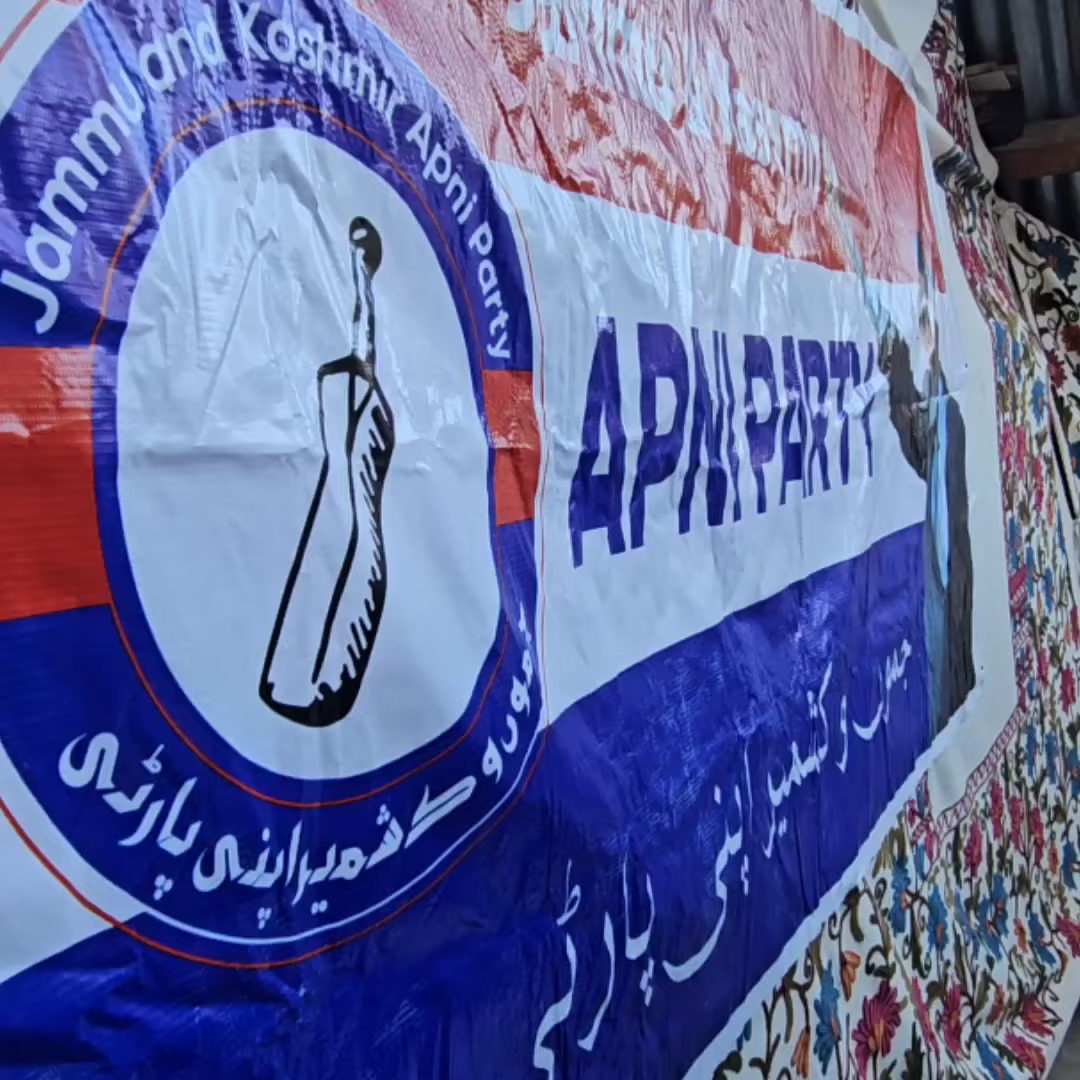 Jammu and Kashmir Apni Party
جموں و کشمیر اپنی پارٹی
APNI PARTY
جموں و کشمیر اپنی پارٹی